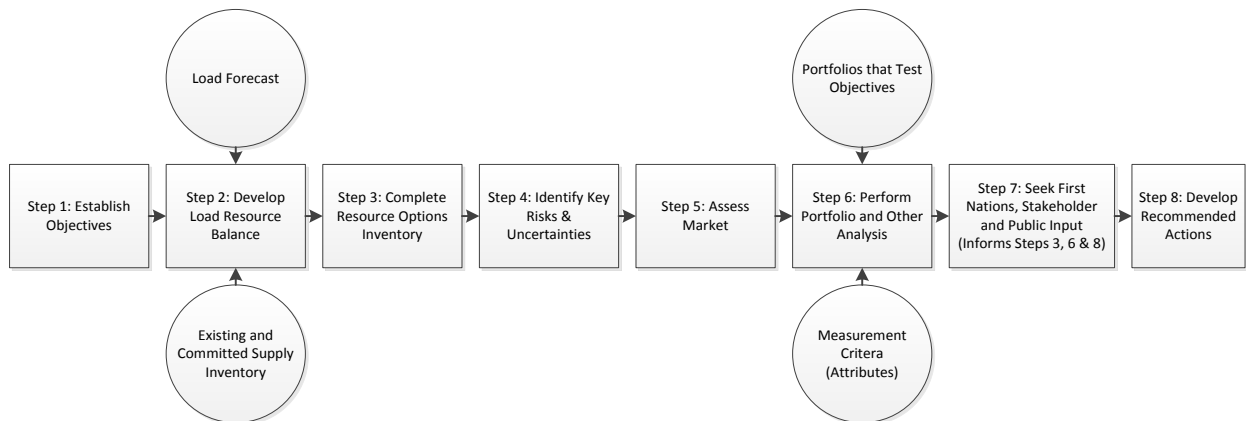 Load Forecast
Portfolios that Test
Objectives
Step 1: Establish
Objectives
Step 2: Develop
Load Resource
Balance
Step 3: Complete
Resource Options
Inventory
Step 4: Identify Key
Risks &
Uncertainties
Step 5: Assess
Market
Step 6: Perform
Portfolio and Other
Analysis
Step 7: Seek First
Nations, Stakeholder
and Public Input
(Informs Steps 3, 6 & 8)
Step 8: Develop
Recommended
Actions
Existing and
Committed Supply
Inventory
Measurement
Critera
(Attributes)